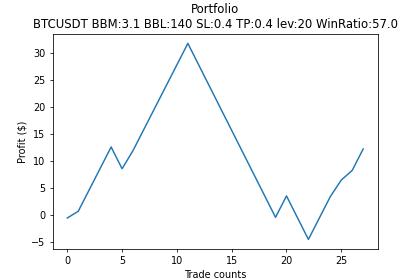 Portfolio
BTCUSDT BBM:3.1 BBL:140 SL:0.4 TP:0.4 lev:20 WinRatio:57.0
30
25
20
15
10
5
0
−5
Profit ($)
0 5 10 15 20 25
Trade counts